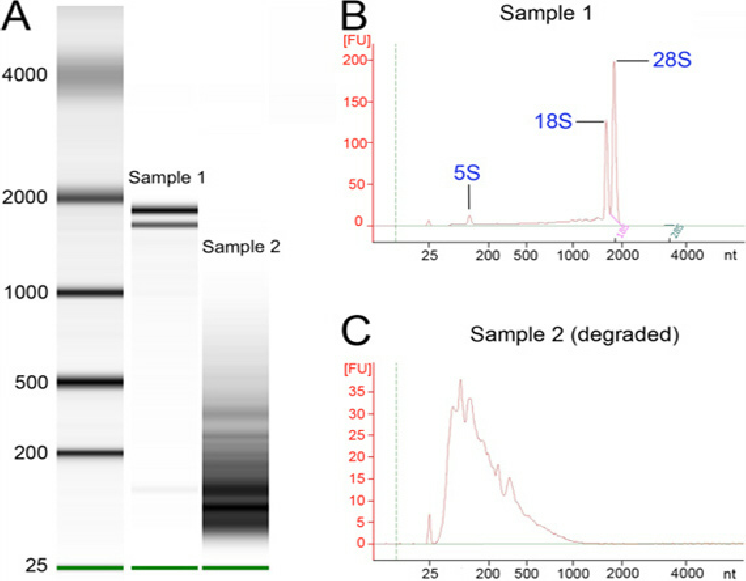 A
4000
2000
1000
500
200
25
Sample 1
Sample 2
B
Sample 1
[FU]
200
150
100
50
0
28S
18S
5S
25 200 500 1000 2000 4000 nt
C
Sample 2 (degraded)
[FU]
35
30
25
20
15
10
5
0
25 200 500 1000 2000 4000 nt